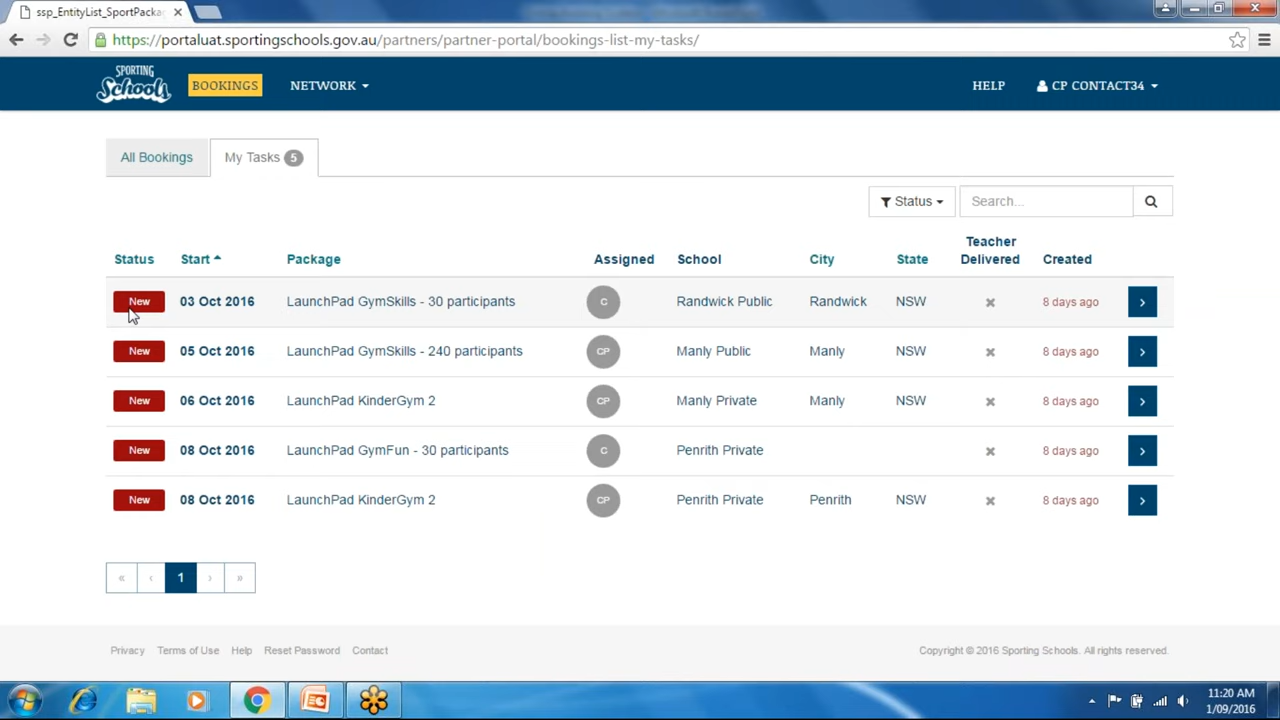 ssp_EntityList_SportPacka
https://portaluat.sportingschools.gov.au/partners/partner-portal/bookings-list-my-tasks/
SPORTING Schools BOOKINGS NETWORK HELP CP CONTACT34
All Bookings My Tasks 5
Status Search...
Status Start Package Assigned School City State Teacher Delivered Created
New 03 Oct 2016 LaunchPad GymSkills - 30 participants C Randwick Public Randwick NSW 8 days ago
New 05 Oct 2016 LaunchPad GymSkills - 240 participants CP Manly Public Manly NSW 8 days ago
New 06 Oct 2016 LaunchPad KinderGym 2 CP Manly Private Manly NSW 8 days ago
New 08 Oct 2016 LaunchPad GymFun - 30 participants C Penrith Private 8 days ago
New 08 Oct 2016 LaunchPad KinderGym 2 CP Penrith Private Penrith NSW 8 days ago
« ‹ 1 › »
Privacy Terms of Use Help Reset Password Contact Copyright © 2016 Sporting Schools. All rights reserved.
11:20 AM
1/09/2016